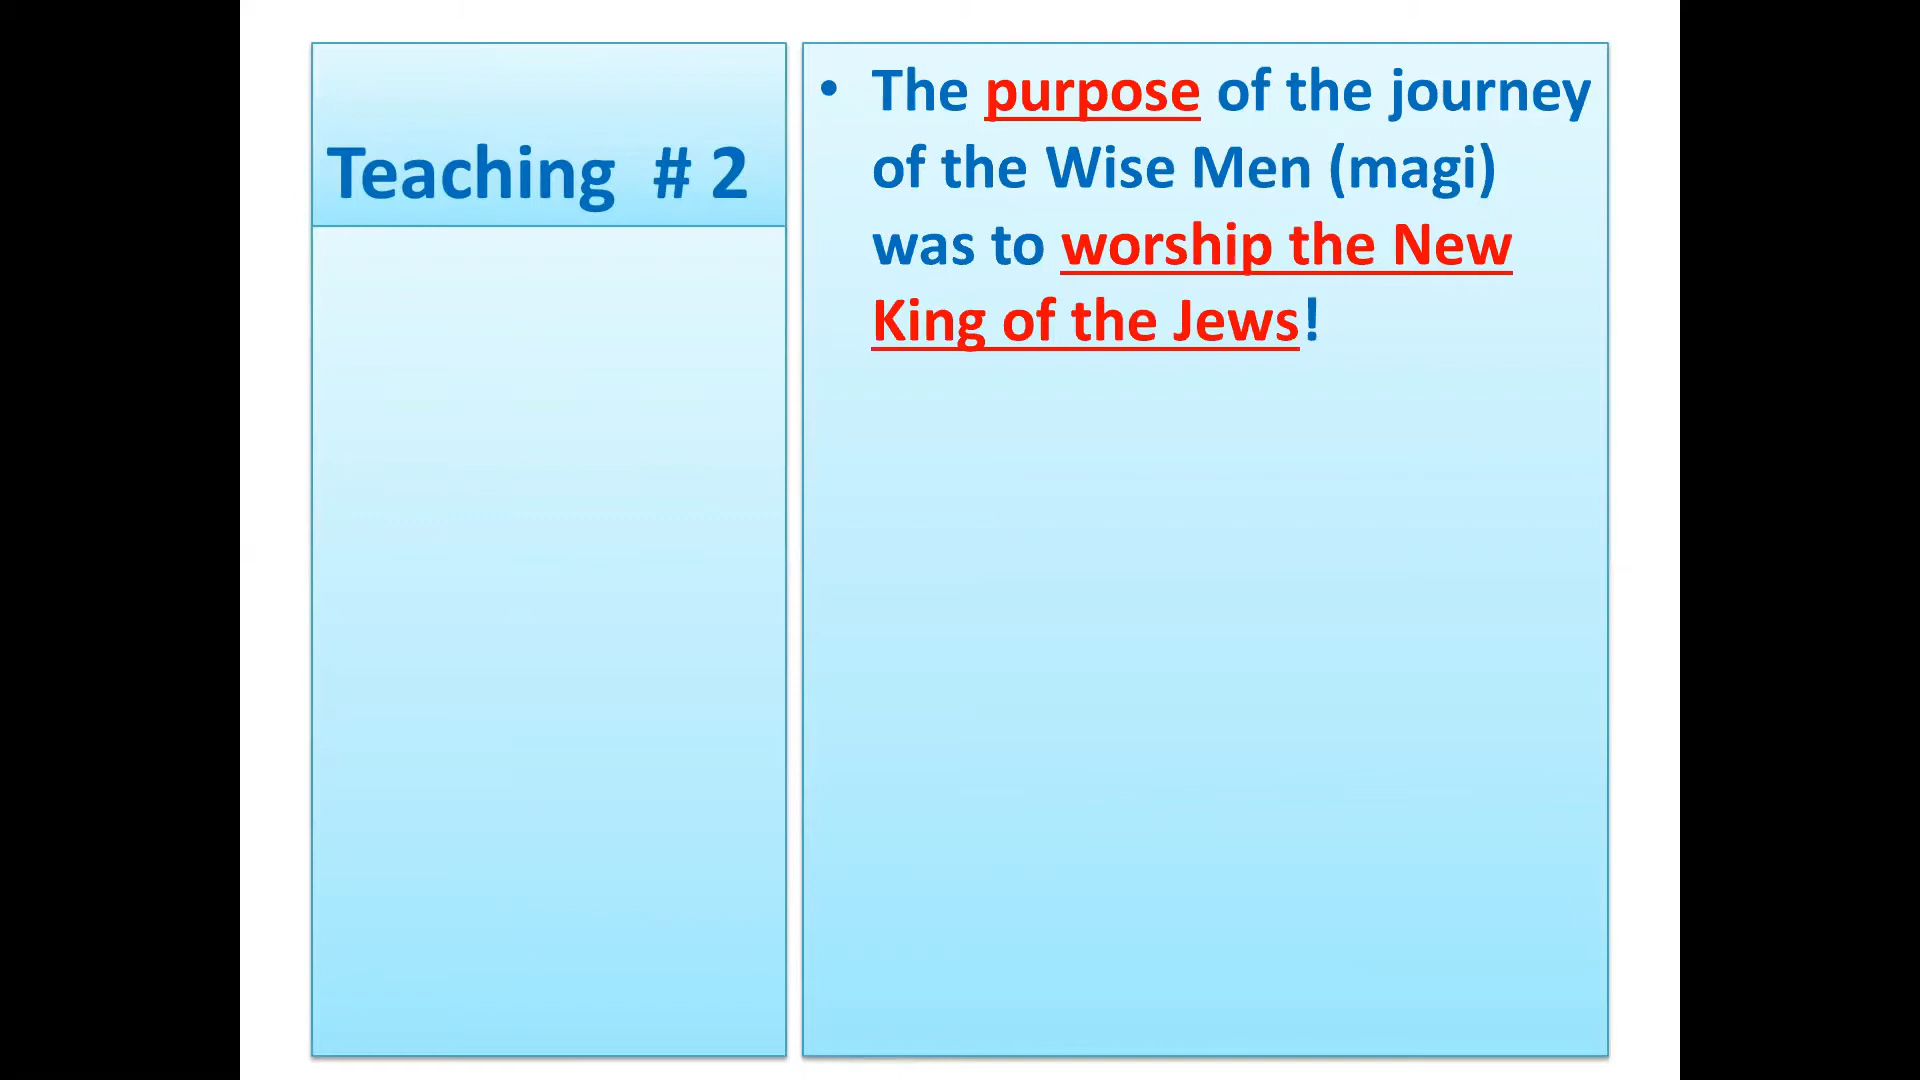 Teaching # 2
• The purpose of the journey
of the Wise Men (magi)
was to worship the New
King of the Jews!